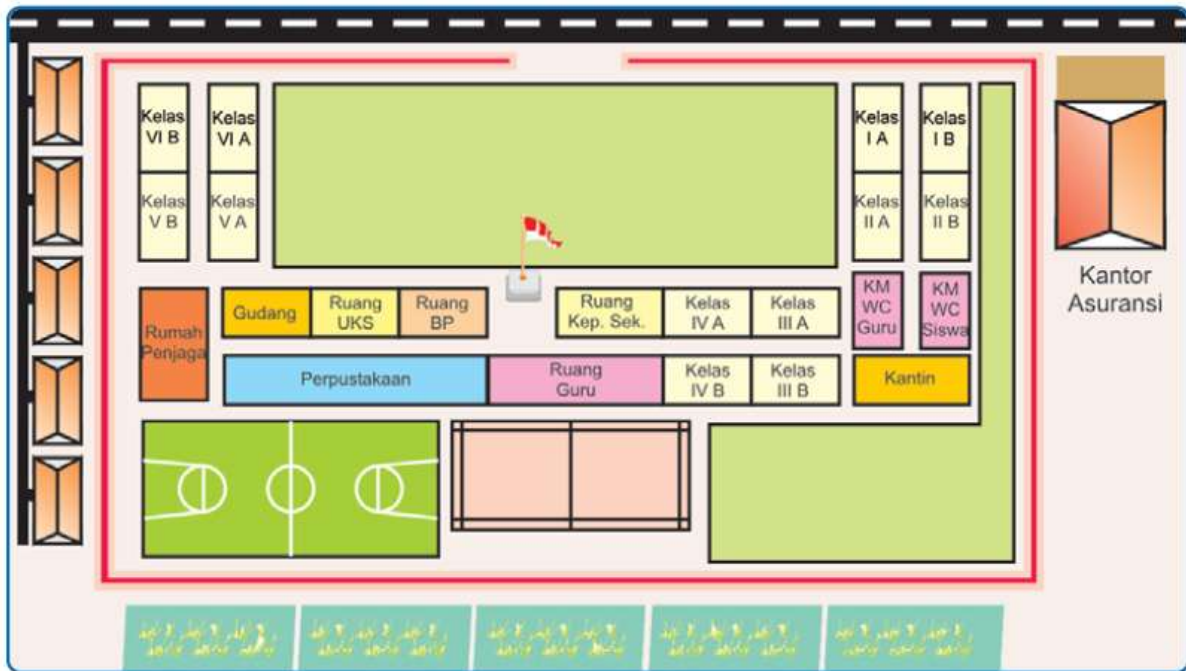 Kelas
VI B
Kelas
VI A
Kelas
I A
Kelas
I B
Kelas
V B
Kelas
V A
Kelas
II A
Kelas
II B
Kantor
Asuransi
Rumah
Penjaga
Gudang
Ruang
UKS
Ruang
BP
Ruang
Kep. Sek.
Kelas
IV A
Kelas
III A
KM
WC
Guru
KM
WC
Siswa
Perpustakaan
Ruang
Guru
Kelas
IV B
Kelas
III B
Kantin